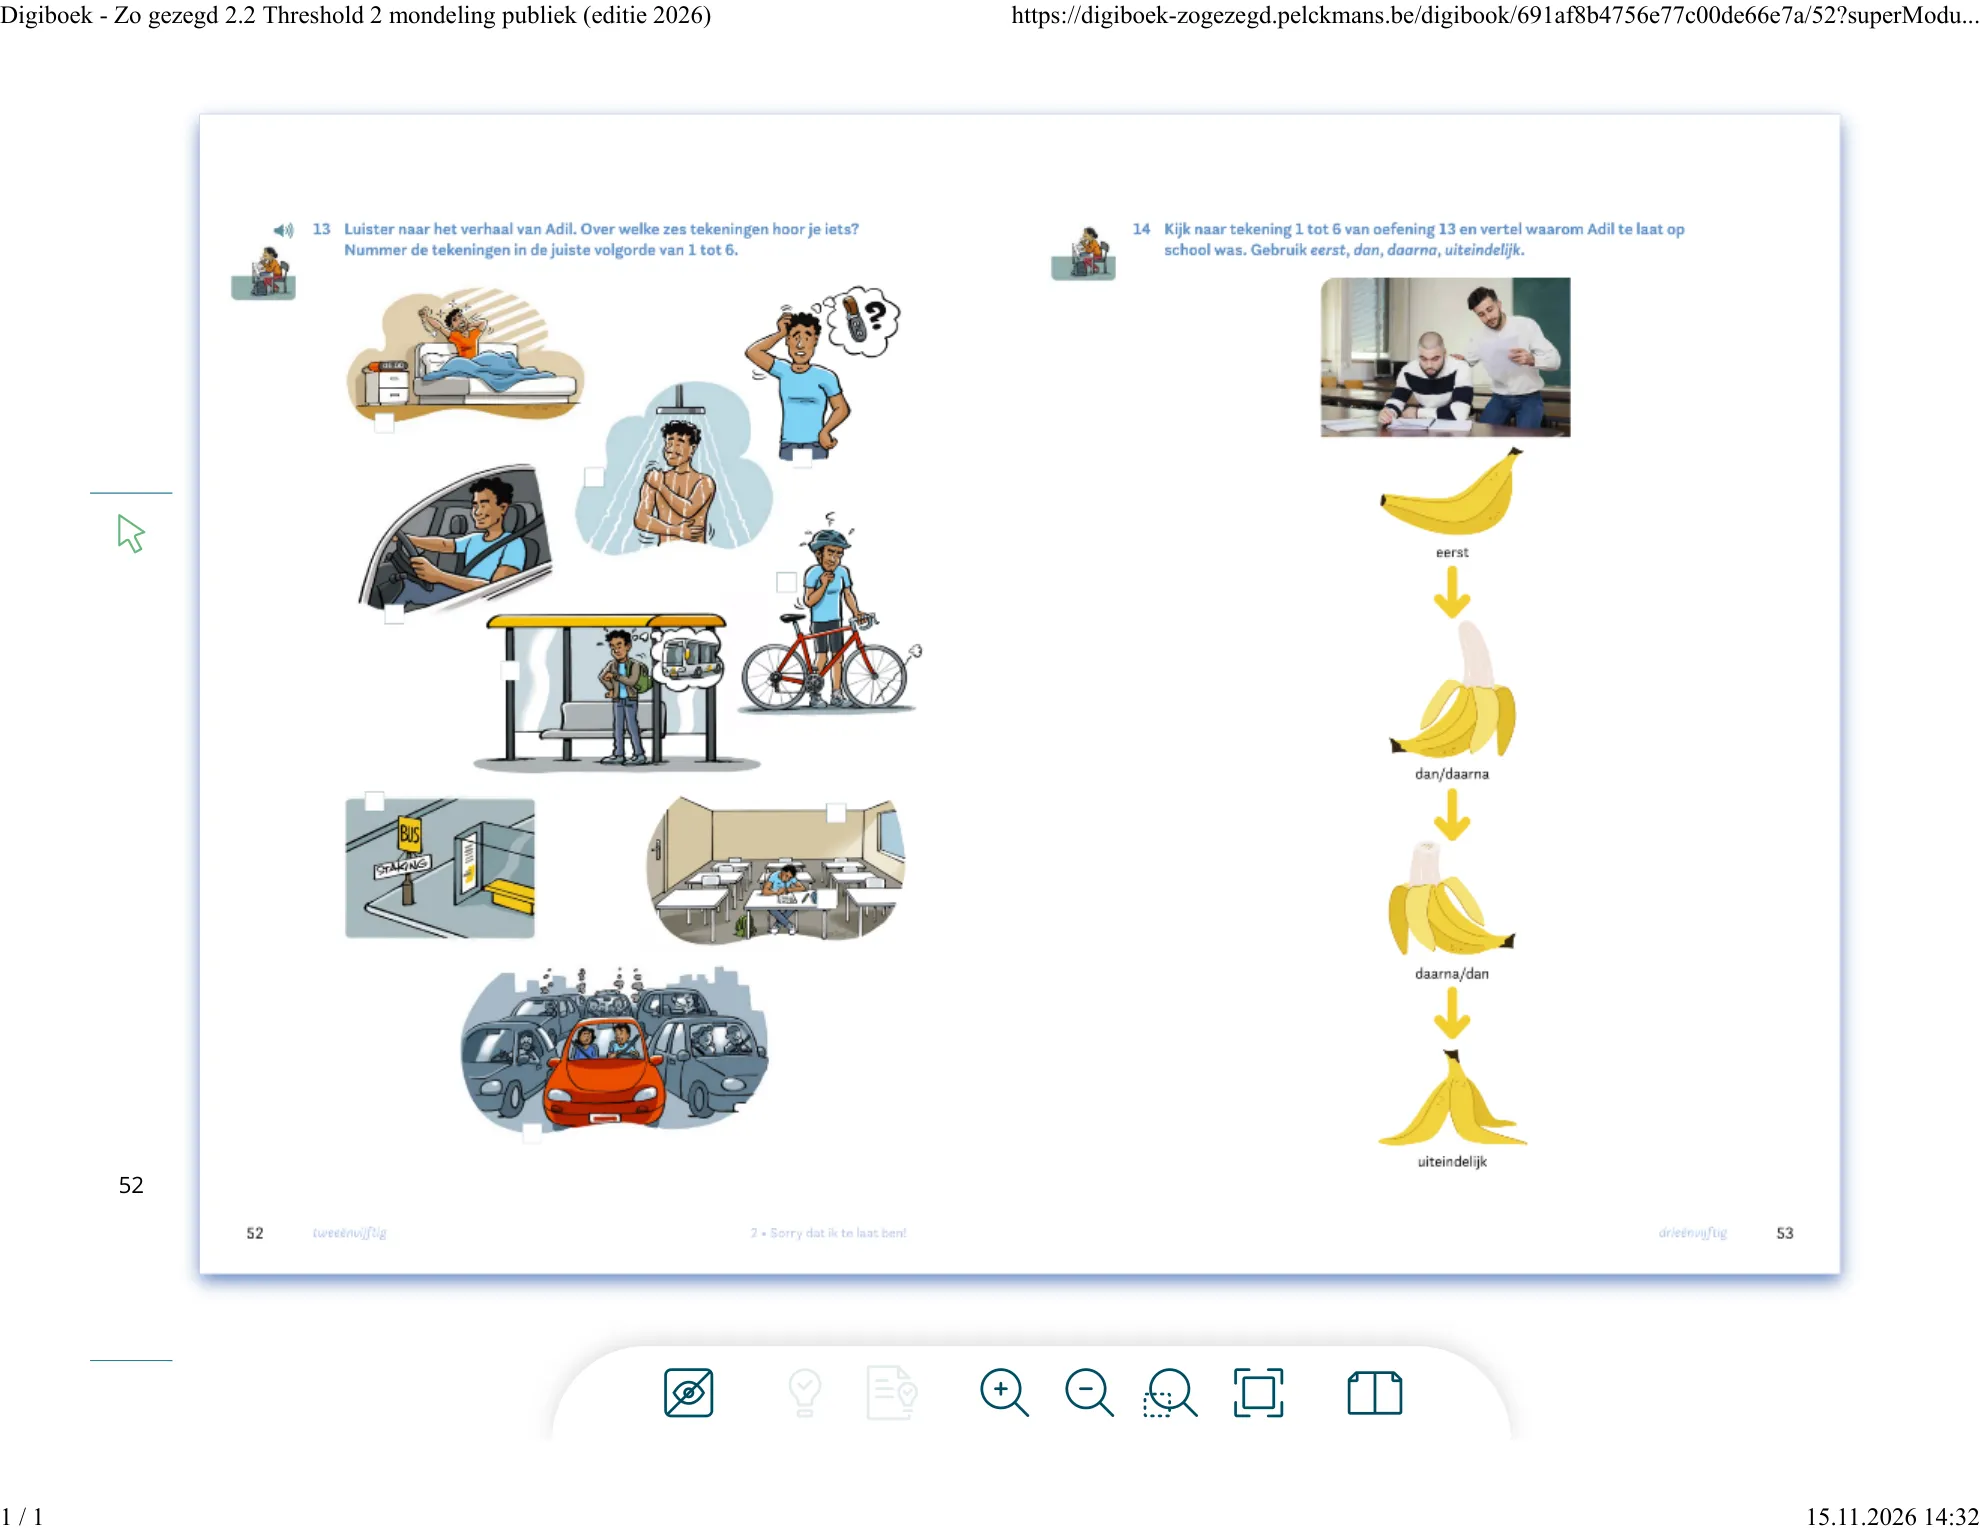 Digiboek - Zo gezegd 2.2 Threshold 2 mondeling publiek (editie 2026)
https://digiboek-zogezegd.pelckmans.be/digibook/691af8b4756e77c00de66e7a/52?superModu...
13 Luister naar het verhaal van Adil. Over welke zes tekeningen hoor je iets?
Nummer de tekeningen in de juiste volgorde van 1 tot 6.
?
BUS
STAKING
52 tweeënvijftig
2 • Sorry dat ik te laat ben!
14 Kijk naar tekening 1 tot 6 van oefening 13 en vertel waarom Adil te laat op
school was. Gebruik eerst, dan, daarna, uiteindelijk.
eerst
dan/daarna
daarna/dan
uiteindelijk
drieënvijftig 53
52
1 / 1
15.11.2026 14:32